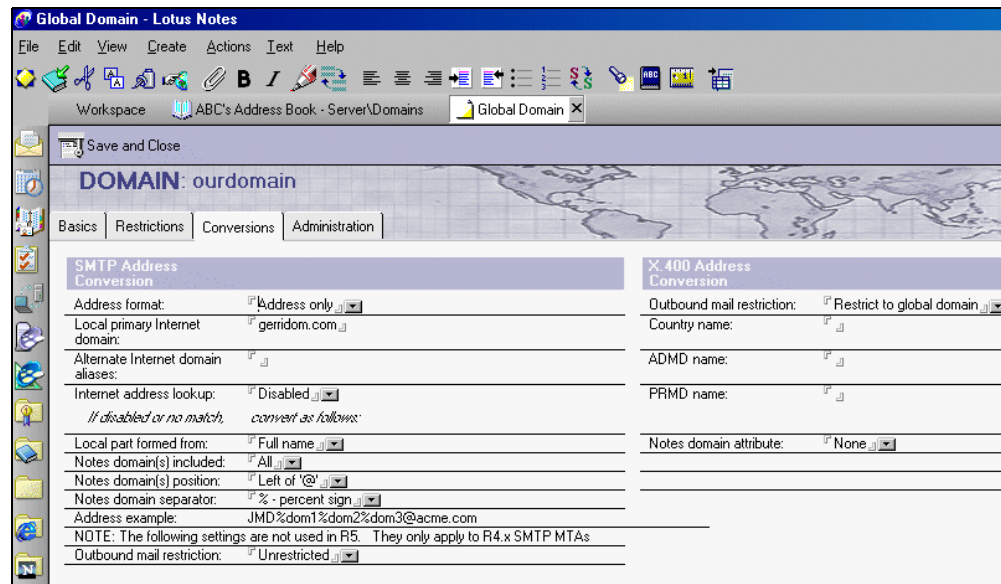 Global Domain - Lotus Notes
File Edit View Create Actions Text Help
Workspace ABC's Address Book - Server\Domains Global Domain
Save and Close
DOMAIN: ourdomain
Basics Restrictions Conversions Administration
SMTP Address
Conversion
Address format: Address only
Local primary Internet
domain: gerridom.com
Alternate Internet domain
aliases:
Internet address lookup: Disabled
If disabled or no match, convert as follows:
Local part formed from: Full name
Notes domain(s) included: All
Notes domain(s) position: Left of '@'
Notes domain separator: % - percent sign
Address example: JMD%dom1%dom2%dom3@acme.com
NOTE: The following settings are not used in R5. They only apply to R4.x SMTP MTAs
Outbound mail restriction: Unrestricted
X.400 Address
Conversion
Outbound mail restriction: Restrict to global domain
Country name:
ADMD name:
PRMD name:
Notes domain attribute: None